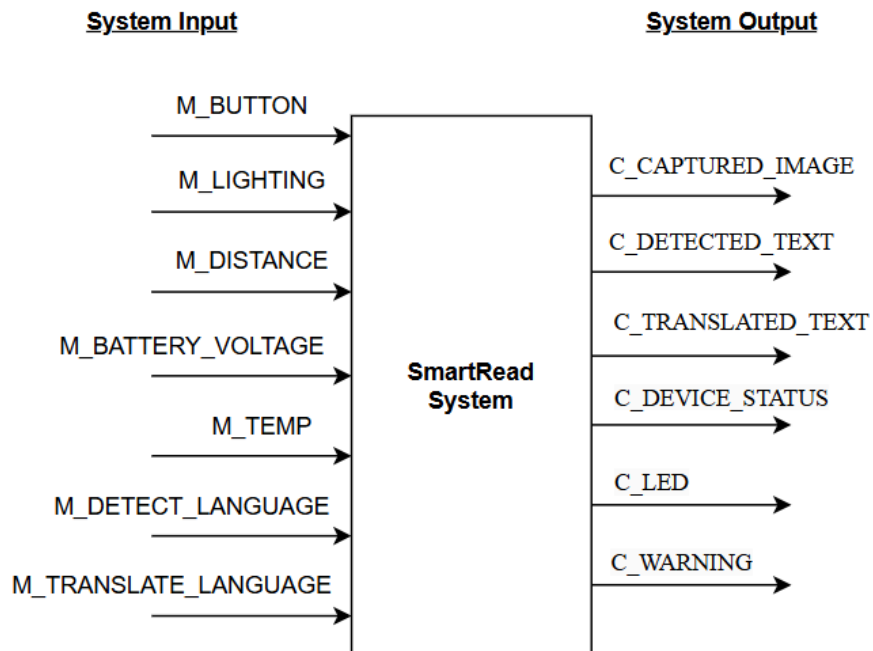 System Input
System Output
M_BUTTON
M_LIGHTING
M_DISTANCE
M_BATTERY_VOLTAGE
M_TEMP
M_DETECT_LANGUAGE
M_TRANSLATE_LANGUAGE
SmartRead
System
C_CAPTURED_IMAGE
C_DETECTED_TEXT
C_TRANSLATED_TEXT
C_DEVICE_STATUS
C_LED
C_WARNING